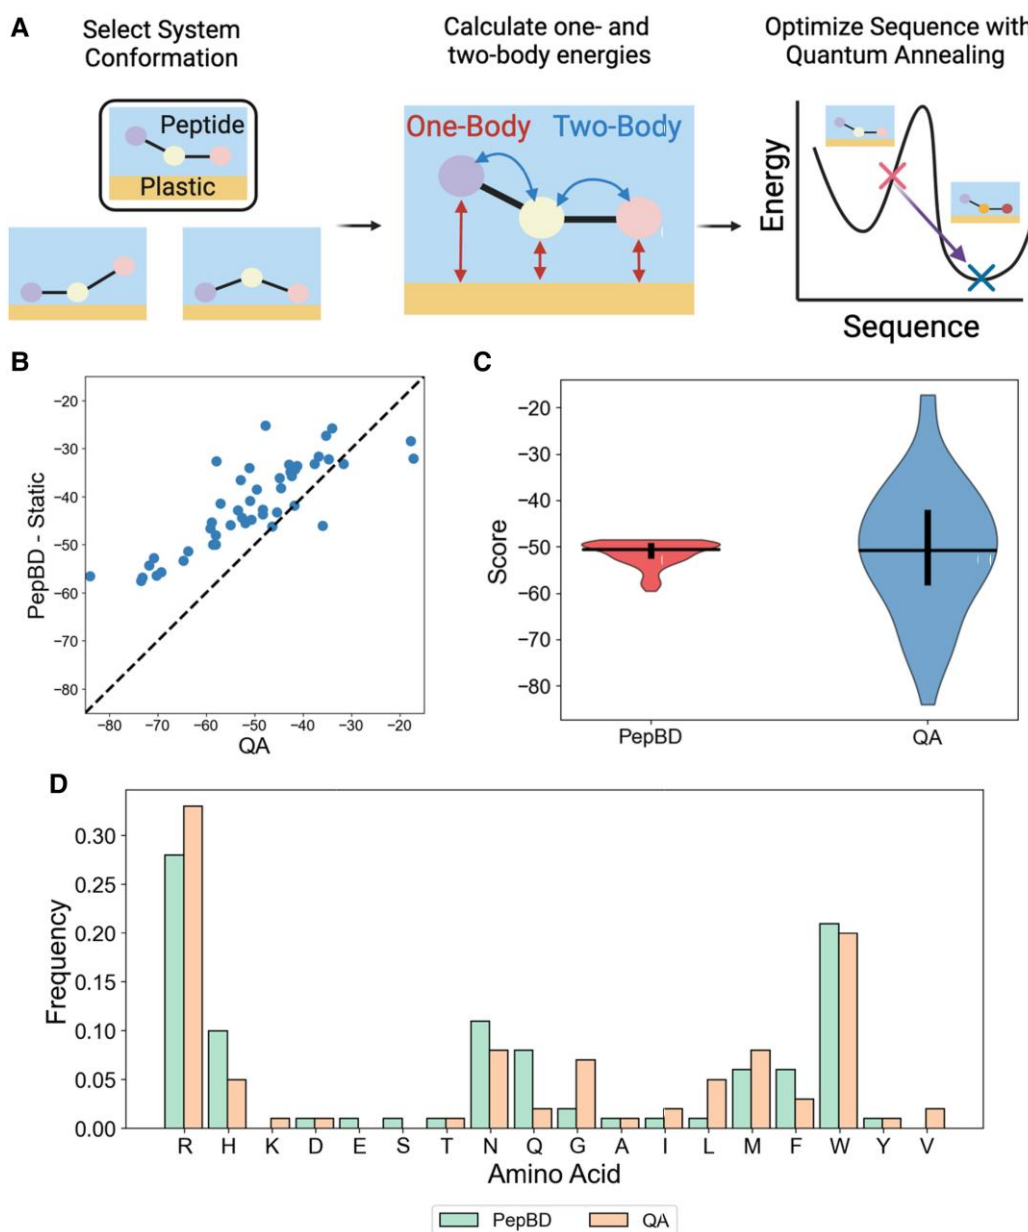 A
Select System
Conformation
Calculate one- and
two-body energies
Optimize Sequence with
Quantum Annealing
Peptide
Plastic
One-Body
Two-Body
Energy
Sequence
B
PepBD - Static
−20
−30
−40
−50
−60
−70
−80
−80
−70
−60
−50
−40
−30
−20
QA
C
Score
−20
−30
−40
−50
−60
−70
−80
PepBD
QA
D
Frequency
0.30
0.25
0.20
0.15
0.10
0.05
0.00
R H K D E S T N Q G A I L M F W Y V
Amino Acid
PepBD
QA